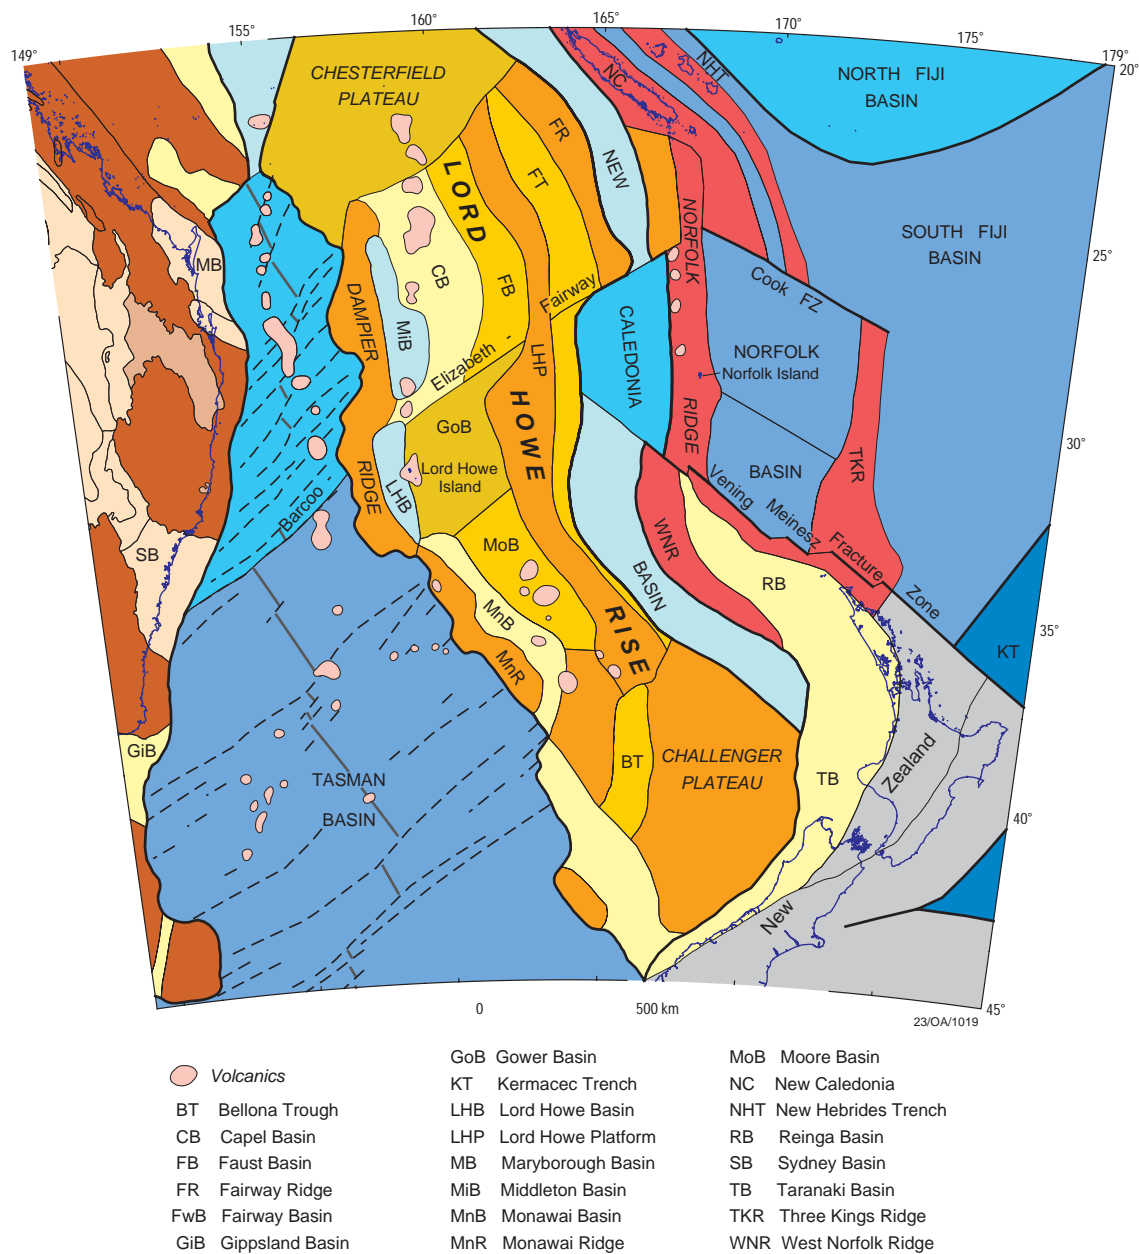 149°
155°
160°
165°
170°
175°
179°
20°
25°
30°
35°
40°
45°
CHESTERFIELD
PLATEAU
NORTH FIJI
BASIN
SOUTH FIJI
BASIN
NC
NHT
FR
FT
NEW
LORD
MB
CB
FB
NORFOLK
Fairway
Cook FZ
DAMPIER
MiB
Elizabeth
LHP
CALEDONIA
NORFOLK
Norfolk Island
HOWE
GoB
RIDGE
BASIN
TKR
Lord Howe
Island
RIDGE
LHB
Barcoo
Vening Meinesz Fracture Zone
WNR
MoB
SB
BASIN
RB
MnB
RISE
KT
MnR
GiB
TASMAN
BASIN
BT
CHALLENGER
PLATEAU
TB
New Zealand
0 500 km
23/OA/1019
Volcanics
BT Bellona Trough
CB Capel Basin
FB Faust Basin
FR Fairway Ridge
FwB Fairway Basin
GiB Gippsland Basin
GoB Gower Basin
KT Kermacec Trench
LHB Lord Howe Basin
LHP Lord Howe Platform
MB Maryborough Basin
MiB Middleton Basin
MnB Monawai Basin
MnR Monawai Ridge
MoB Moore Basin
NC New Caledonia
NHT New Hebrides Trench
RB Reinga Basin
SB Sydney Basin
TB Taranaki Basin
TKR Three Kings Ridge
WNR West Norfolk Ridge